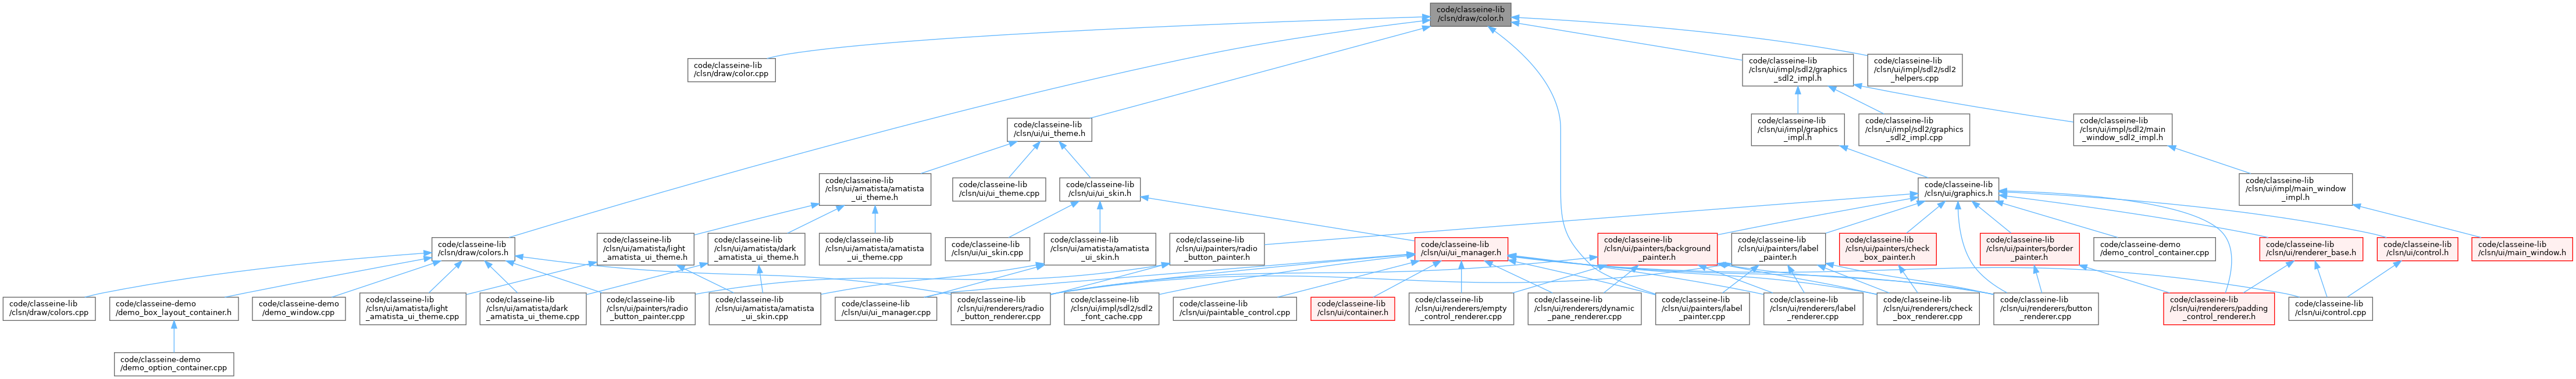 code/classeine-lib
/clsn/draw/color.h
code/classeine-lib
/clsn/draw/color.cpp
code/classeine-lib
/clsn/ui/impl/sdl2/graphics
_sdl2_impl.h
code/classeine-lib
/clsn/ui/impl/sdl2/sdl2
_helpers.cpp
code/classeine-lib
/clsn/ui/ui_theme.h
code/classeine-lib
/clsn/ui/impl/graphics
_impl.h
code/classeine-lib
/clsn/ui/impl/sdl2/graphics
_sdl2_impl.cpp
code/classeine-lib
/clsn/ui/impl/sdl2/main
_window_sdl2_impl.h
code/classeine-lib
/clsn/ui/amatista/amatista
_ui_theme.h
code/classeine-lib
/clsn/ui/ui_theme.cpp
code/classeine-lib
/clsn/ui/ui_skin.h
code/classeine-lib
/clsn/ui/graphics.h
code/classeine-lib
/clsn/ui/impl/main_window
_impl.h
code/classeine-lib
/clsn/draw/colors.h
code/classeine-lib
/clsn/ui/amatista/light
_amatista_ui_theme.h
code/classeine-lib
/clsn/ui/amatista/dark
_amatista_ui_theme.h
code/classeine-lib
/clsn/ui/amatista/amatista
_ui_theme.cpp
code/classeine-lib
/clsn/ui/ui_skin.cpp
code/classeine-lib
/clsn/ui/amatista/amatista
_ui_skin.h
code/classeine-lib
/clsn/ui/painters/radio
_button_painter.h
code/classeine-lib
/clsn/ui/ui_manager.h
code/classeine-lib
/clsn/ui/painters/background
_painter.h
code/classeine-lib
/clsn/ui/painters/label
_painter.h
code/classeine-lib
/clsn/ui/painters/check
_box_painter.h
code/classeine-lib
/clsn/ui/painters/border
_painter.h
code/classeine-demo
/demo_control_container.cpp
code/classeine-lib
/clsn/ui/renderer_base.h
code/classeine-lib
/clsn/ui/control.h
code/classeine-lib
/clsn/ui/main_window.h
code/classeine-lib
/clsn/draw/colors.cpp
code/classeine-demo
/demo_box_layout_container.h
code/classeine-demo
/demo_window.cpp
code/classeine-lib
/clsn/ui/amatista/light
_amatista_ui_theme.cpp
code/classeine-lib
/clsn/ui/amatista/dark
_amatista_ui_theme.cpp
code/classeine-lib
/clsn/ui/painters/radio
_button_painter.cpp
code/classeine-lib
/clsn/ui/amatista/amatista
_ui_skin.cpp
code/classeine-lib
/clsn/ui/ui_manager.cpp
code/classeine-lib
/clsn/ui/renderers/radio
_button_renderer.cpp
code/classeine-lib
/clsn/ui/impl/sdl2/sdl2
_font_cache.cpp
code/classeine-lib
/clsn/ui/paintable_control.cpp
code/classeine-lib
/clsn/ui/container.h
code/classeine-lib
/clsn/ui/renderers/empty
_control_renderer.cpp
code/classeine-lib
/clsn/ui/renderers/dynamic
_pane_renderer.cpp
code/classeine-lib
/clsn/ui/painters/label
_painter.cpp
code/classeine-lib
/clsn/ui/renderers/label
_renderer.cpp
code/classeine-lib
/clsn/ui/renderers/check
_box_renderer.cpp
code/classeine-lib
/clsn/ui/renderers/button
_renderer.cpp
code/classeine-lib
/clsn/ui/renderers/padding
_control_renderer.h
code/classeine-lib
/clsn/ui/control.cpp
code/classeine-demo
/demo_option_container.cpp